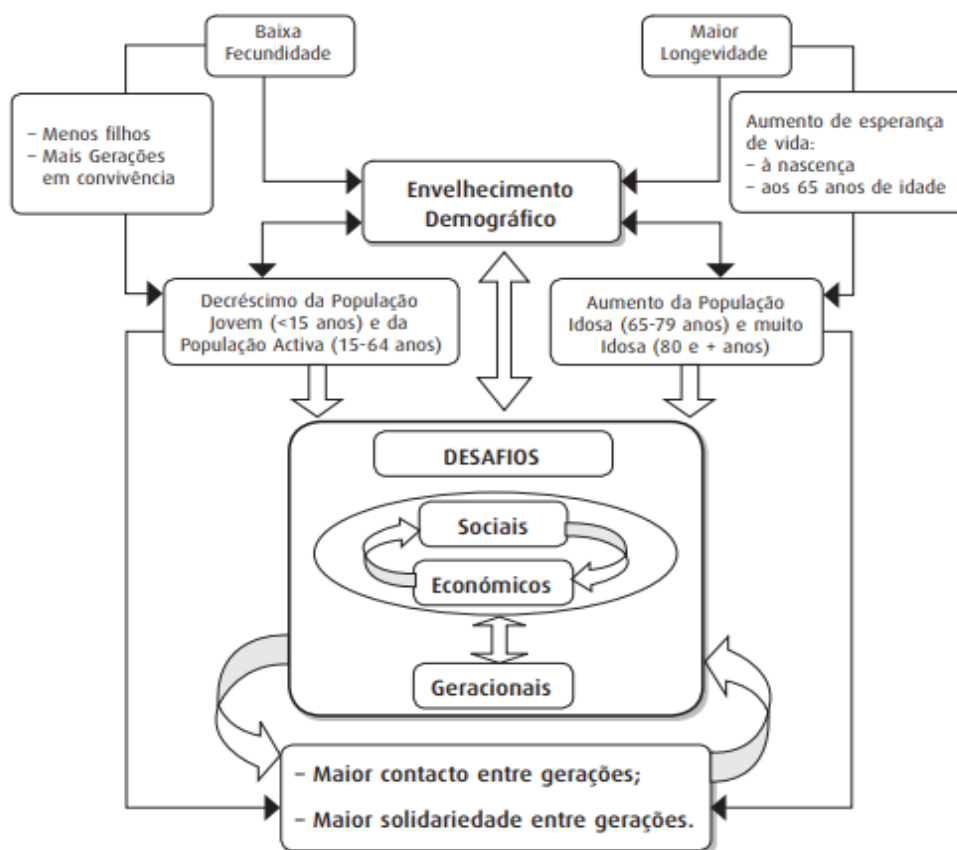 Baixa
Fecundidade
Maior
Longevidade
– Menos filhos
– Mais Gerações
em convivência
Aumento de esperança
de vida:
– à nascença
– aos 65 anos de idade
Envelhecimento
Demográfico
Decréscimo da População
Jovem (<15 anos) e da
População Activa (15-64 anos)
Aumento da População
Idosa (65-79 anos) e muito
Idosa (80 e + anos)
DESAFIOS
Sociais
Económicos
Geracionais
– Maior contacto entre gerações;
– Maior solidariedade entre gerações.